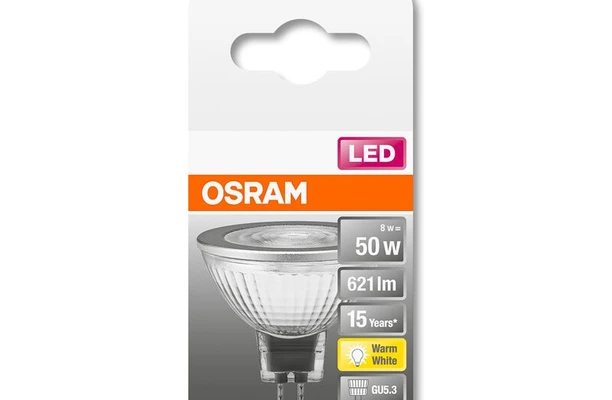 LED
OSRAM
8 w=
50 w
621 lm
15 Years*
Warm
White
GU5.3